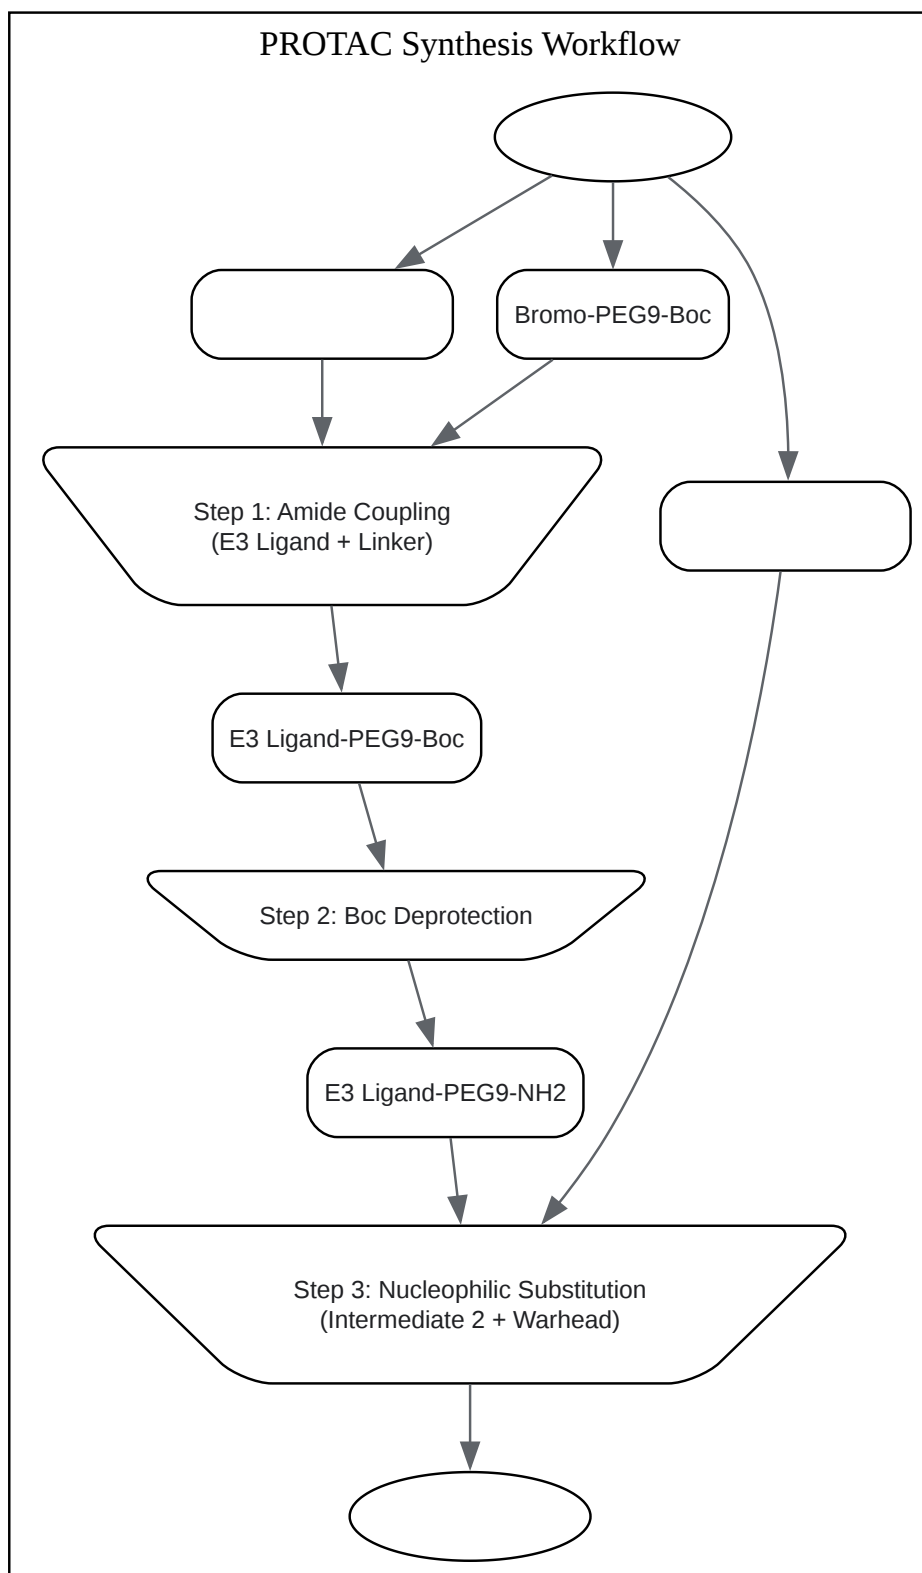 PROTAC Synthesis Workflow
Bromo-PEG9-Boc
Step 1: Amide Coupling
(E3 Ligand + Linker)
E3 Ligand-PEG9-Boc
Step 2: Boc Deprotection
E3 Ligand-PEG9-NH2
Step 3: Nucleophilic Substitution
(Intermediate 2 + Warhead)